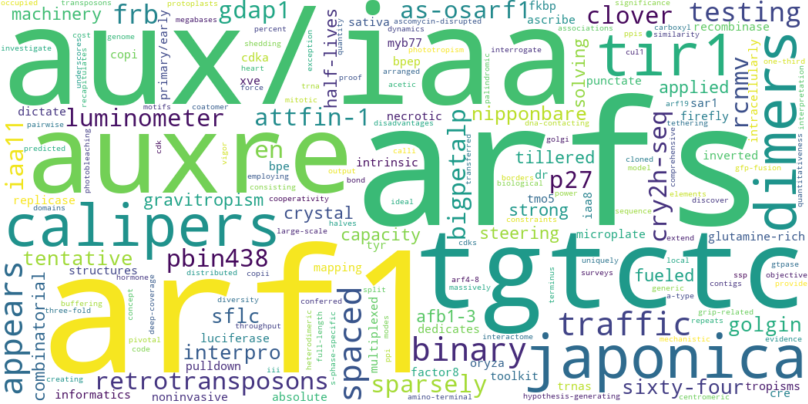 occupied transposons protoplasts significance
machinery megabases frb gdap1 as-osarf1 fkbp ascribe clover testing
investigate cost genome copi primary/early percent shedding heart trna exception mitotic
aux/iaa
half-lives sativa quantity ascomycin-disrupted dynamics associations carboxyl
myb77 phototropism interrogate similarity recombinase
underscores recapitulates cdka xve force proof bpep arranged acetic palindromic
solving punctate ppis cul1 tir1 intracellularly one-third interpretation
dictate motifs coatomer luminometer attfin-1 necrotic nipponbare
applied arf19 sar1 firefly rcnmv dimers
pairwise disadvantages dna-contacting tethering gfp-fusion
iaa11 predicted photobleaching auxre cdk vigor calli en output bond
arfs
golgi transferred bigpetalp tillered cloned inverted comprehensive quantitativeness
bpe employing intrinsic borders biological dr p27 model discover
replicase consisting cooperativity ideal power tmo5 iaa8 elements
domains gravitropism crystal halves strong constraints sequence cry2h-seq
calipers large-scale capacity tyr steering microplate glutamine-rich
tentative pbin438 cdks terminus local extend
structures distributed copii mapping tgtctc fueled uniquely ssp objective
hormone conferred split arf4-8 surveys generic a-type contigs gtpase provide
appears combinatorial buffering three-fold concept deep-coverage arf1 diversity
sflc throughput heterodimeric full-length s-phase-specific multiplexed
modes ppi afb1-3 massively traffic grip-related golgin
pivotal code luciferase dedicates binary interactome repeats mechanistic evidence
interpro pulldown iii spaced factor8 oryza japonica
creating retrotransposons sparsely toolkit trnas sixty-four tropisms
informatics noninvasive absolute amino-terminal hypothesis-generating centromeric cre